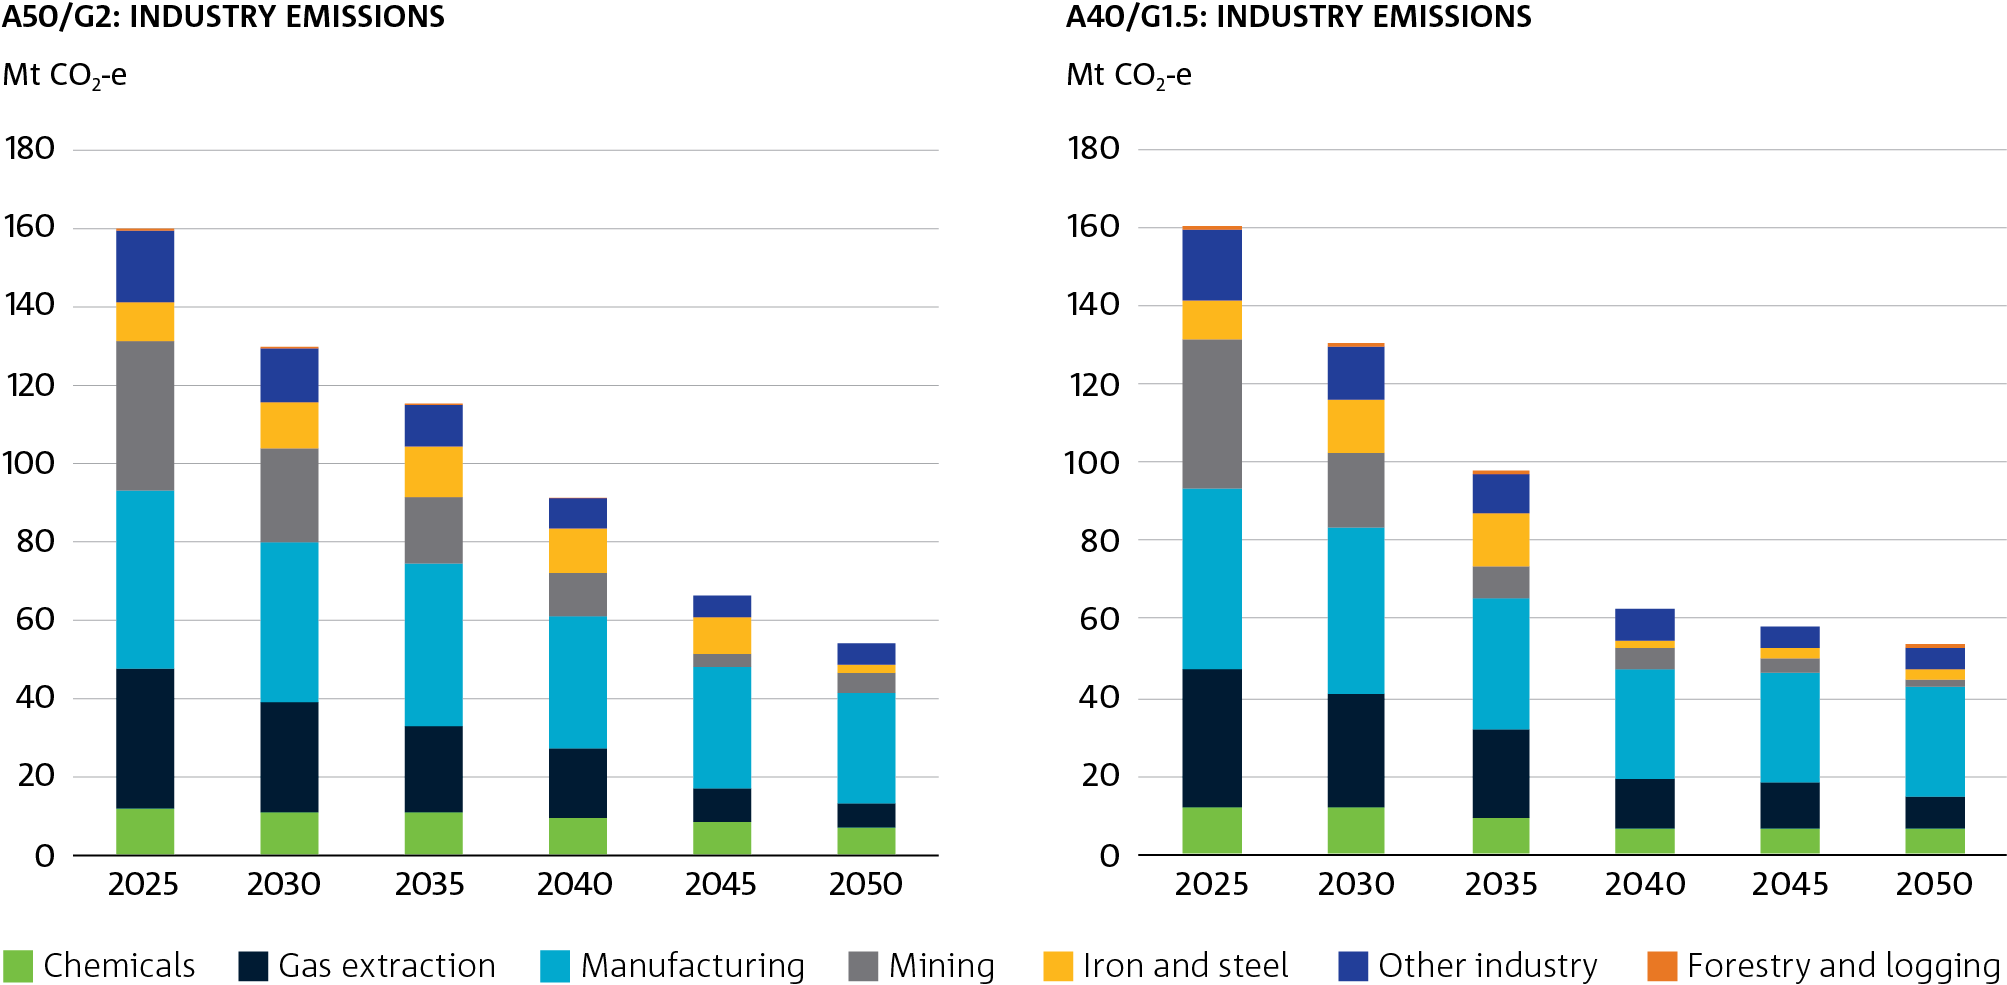 A50/G2: INDUSTRY EMISSIONS
Mt CO₂-e
180
160
140
120
100
80
60
40
20
0
2025 2030 2035 2040 2045 2050
A40/G1.5: INDUSTRY EMISSIONS
Mt CO₂-e
180
160
140
120
100
80
60
40
20
0
2025 2030 2035 2040 2045 2050
Chemicals Gas extraction Manufacturing Mining Iron and steel Other industry Forestry and logging